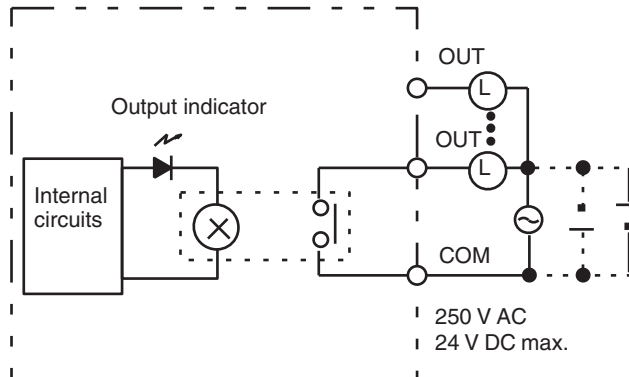 OUT
L
Output indicator
OUT
L
Internal
circuits
COM
250 V AC
24 V DC max.